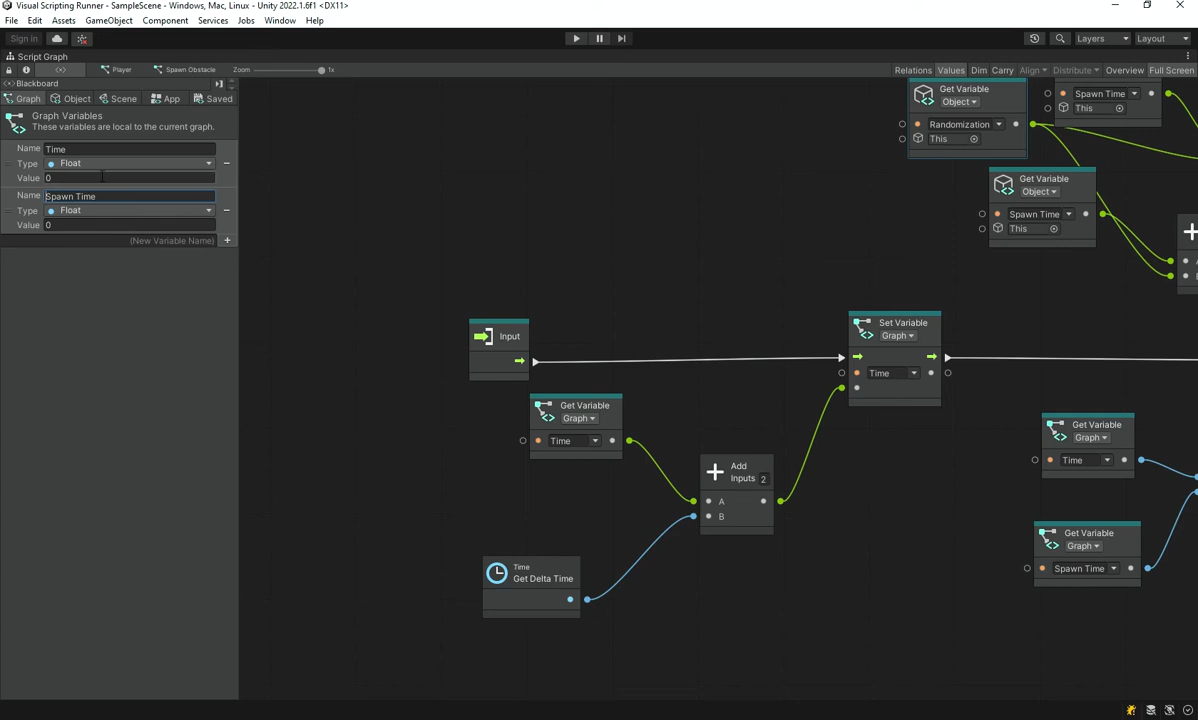 Visual Scripting Runner - SampleScene - Windows, Mac, Linux - Unity 2022.1.6f1 <DX11>
File Edit Assets GameObject Component Services Jobs Window Help
Sign in Layers Layout
Script Graph
Player Spawn Obstacle Zoom 1x Relations Values Dim Carry Align Distribute Overview Full Screen
Blackboard
Graph Object Scene App Saved
Graph Variables
These variables are local to the current graph.
Name Time
Type Float
Value 0
Name Spawn Time
Type Float
Value 0
(New Variable Name)
Get Variable
Object
Randomization
This
Spawn Time
This
Get Variable
Object
Spawn Time
This
Input
Set Variable
Graph
Time
Get Variable
Graph
Time
Add
Inputs 2
A
B
Time
Get Delta Time
Get Variable
Graph
Time
Get Variable
Graph
Spawn Time